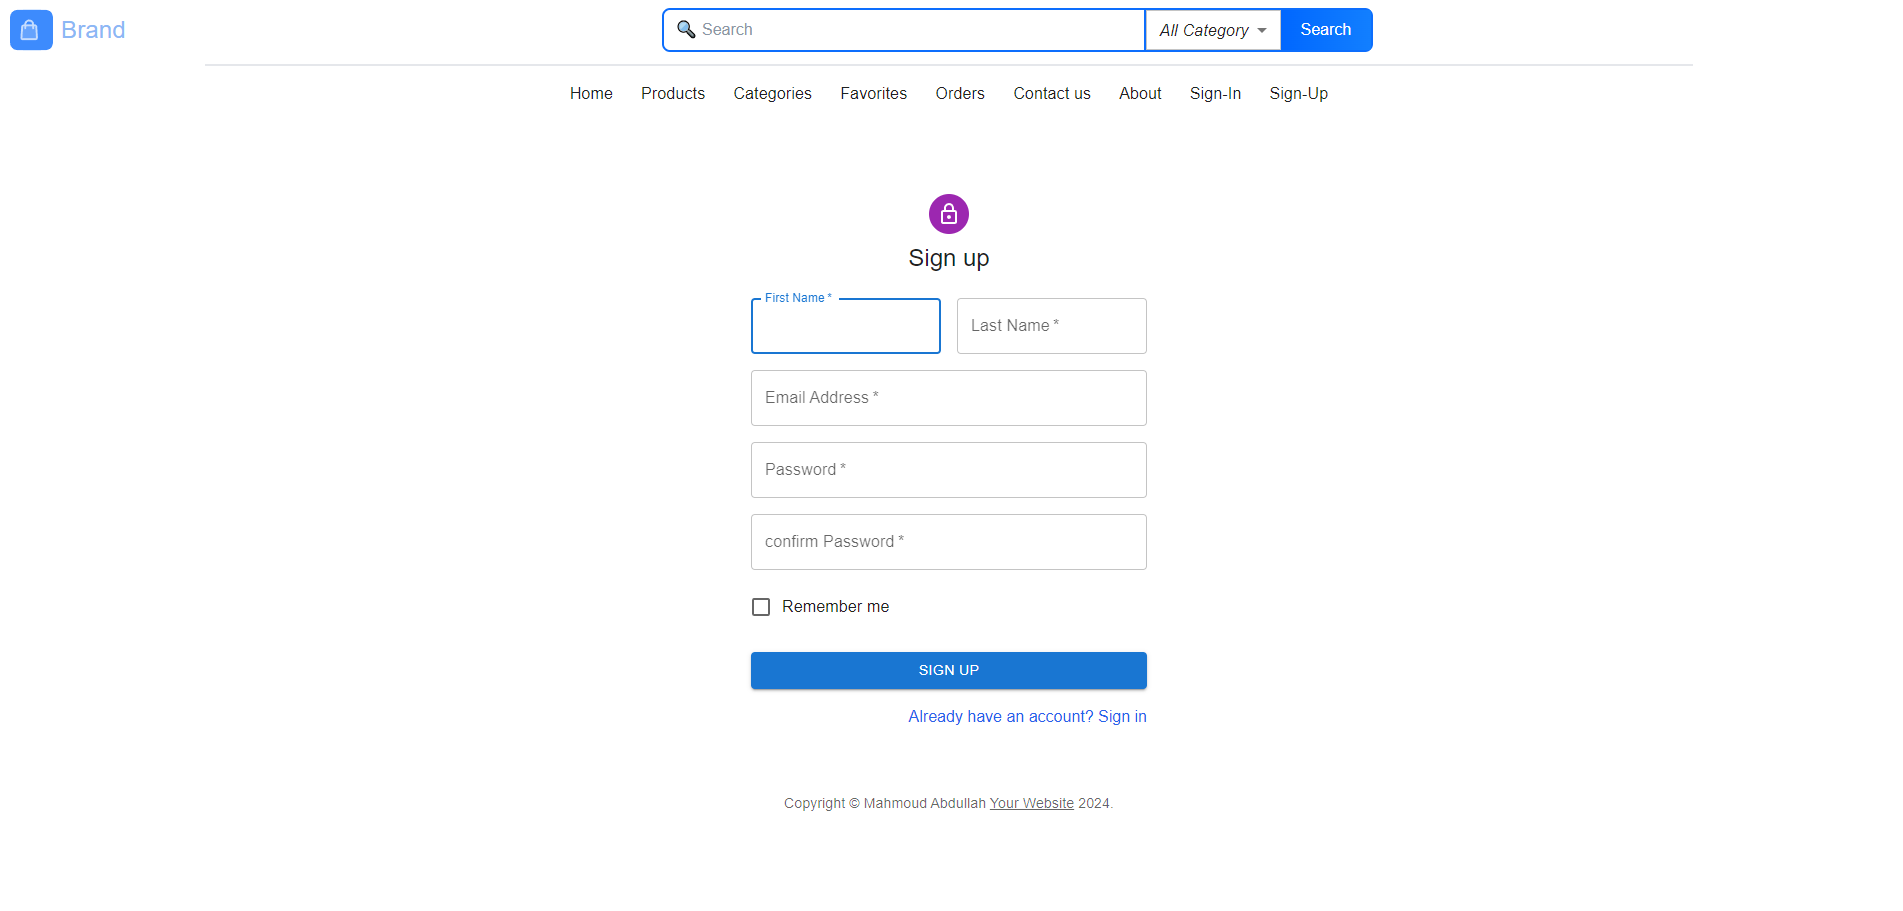 Brand
Search All Category Search
Home Products Categories Favorites Orders Contact us About Sign-In Sign-Up
Sign up
First Name *
Last Name *
Email Address *
Password *
confirm Password *
Remember me
SIGN UP
Already have an account? Sign in
Copyright © Mahmoud Abdullah Your Website 2024.